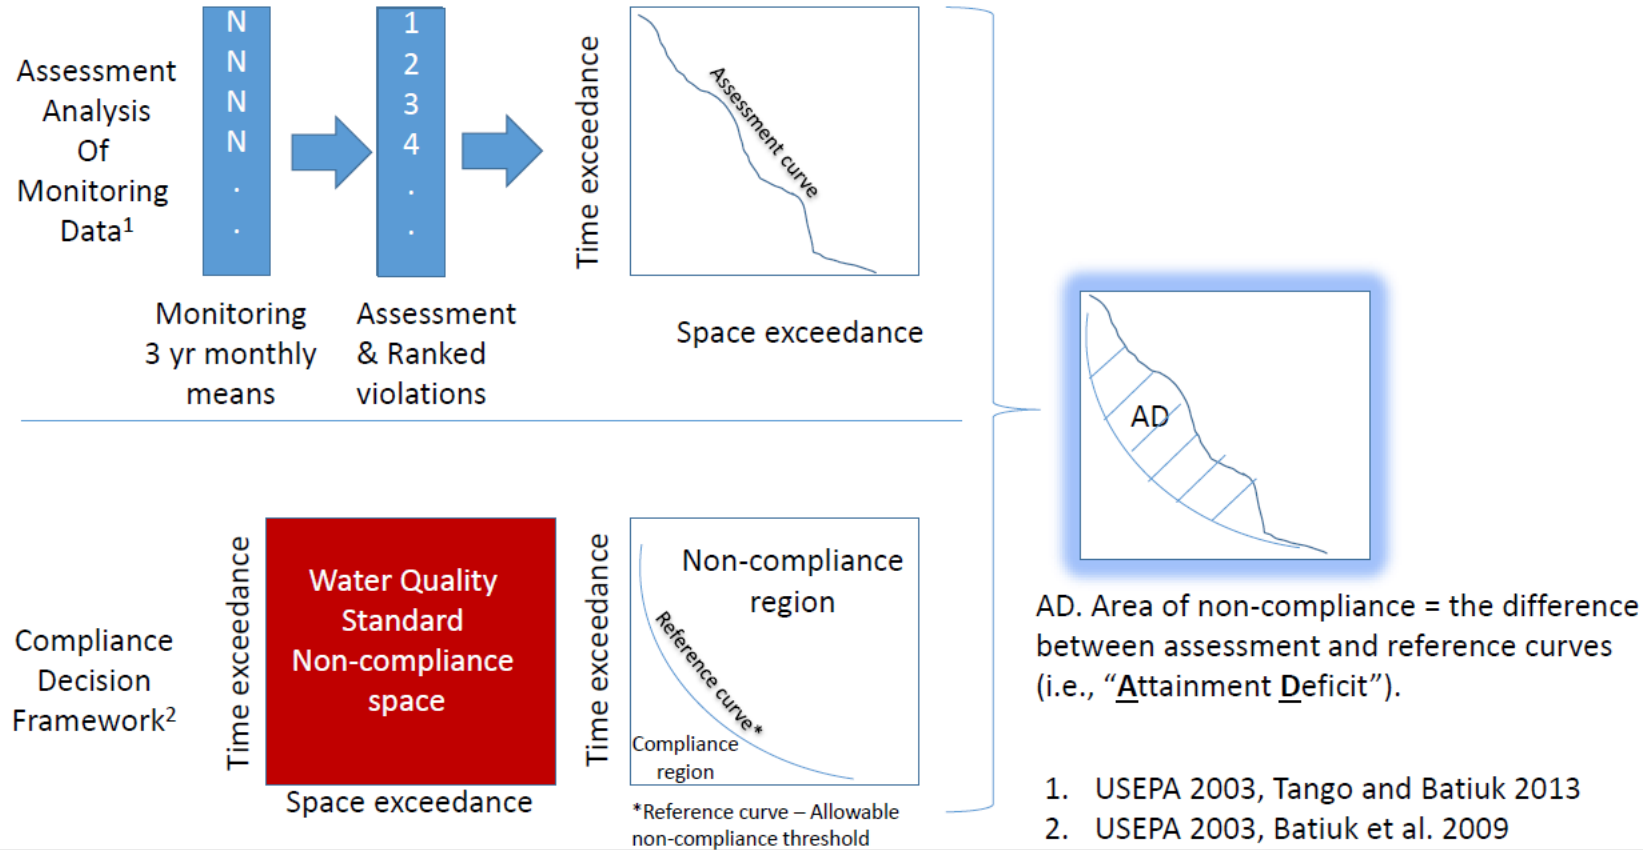 Assessment
Analysis
Of
Monitoring
Data1
N
N
N
N
.
.
Monitoring
3 yr monthly
means
1
2
3
4
.
.
Assessment
& Ranked
violations
Time exceedance
Assessment curve
Space exceedance
Compliance
Decision
Framework2
Time exceedance
Water Quality
Standard
Non-compliance
space
Space exceedance
Time exceedance
Non-compliance
region
Reference curve*
Compliance
region
*Reference curve – Allowable
non-compliance threshold
AD
AD. Area of non-compliance = the difference
between assessment and reference curves
(i.e., “Attainment Deficit”).
1. USEPA 2003, Tango and Batiuk 2013
2. USEPA 2003, Batiuk et al. 2009